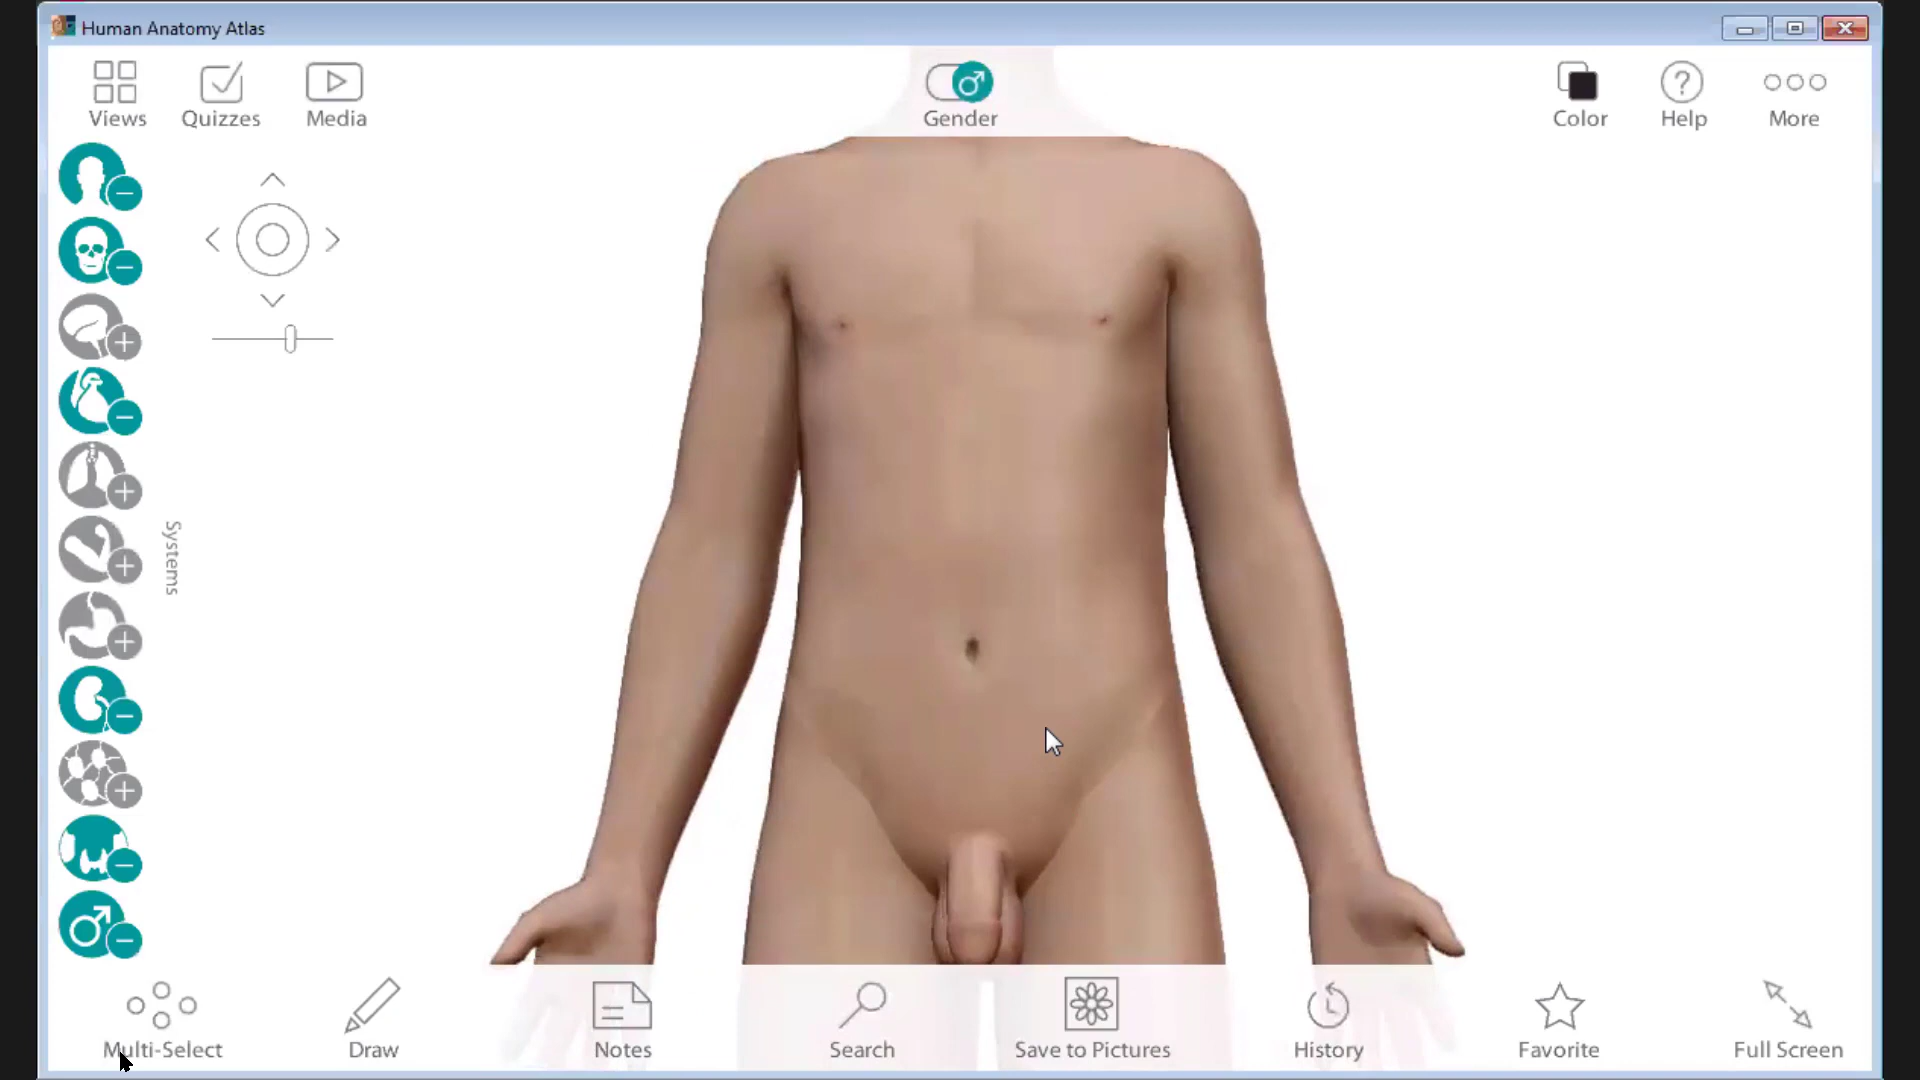 Human Anatomy Atlas
Views
Quizzes
Media
Gender
Color
Help
More
Systems
Multi-Select
Draw
Notes
Search
Save to Pictures
History
Favorite
Full Screen